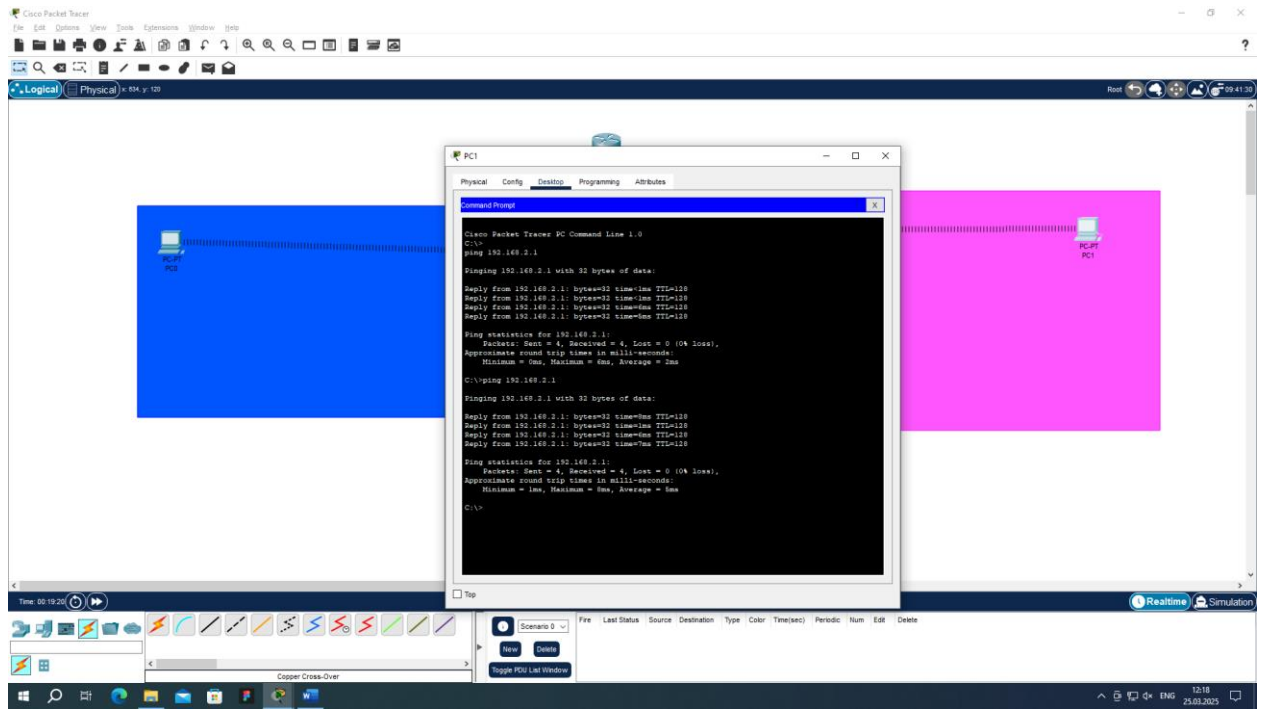 Cisco Packet Tracer
File Edit Options View Tools Extensions Window Help
?
Logical Physical x: 634, y: 120
Root 09:41:30
PC1
Physical Config Desktop Programming Attributes
Command Prompt
X
Cisco Packet Tracer PC Command Line 1.0
C:\>
ping 192.168.2.1
Pinging 192.168.2.1 with 32 bytes of data:
Reply from 192.168.2.1: bytes=32 time<1ms TTL=128
Reply from 192.168.2.1: bytes=32 time<1ms TTL=128
Reply from 192.168.2.1: bytes=32 time=6ms TTL=128
Reply from 192.168.2.1: bytes=32 time=5ms TTL=128
Ping statistics for 192.168.2.1:
Packets: Sent = 4, Received = 4, Lost = 0 (0% loss),
Approximate round trip times in milli-seconds:
Minimum = 0ms, Maximum = 6ms, Average = 2ms
C:\>ping 192.168.2.1
Pinging 192.168.2.1 with 32 bytes of data:
Reply from 192.168.2.1: bytes=32 time=8ms TTL=128
Reply from 192.168.2.1: bytes=32 time=1ms TTL=128
Reply from 192.168.2.1: bytes=32 time=6ms TTL=128
Reply from 192.168.2.1: bytes=32 time=7ms TTL=128
Ping statistics for 192.168.2.1:
Packets: Sent = 4, Received = 4, Lost = 0 (0% loss),
Approximate round trip times in milli-seconds:
Minimum = 1ms, Maximum = 8ms, Average = 5ms
C:\>
Top
PC-PT
PC0
PC-PT
PC1
Time: 00:19:20
Realtime Simulation
Scenario 0
New Delete
Toggle PDU List Window
Fire Last Status Source Destination Type Color Time(sec) Periodic Num Edit Delete
Copper Cross-Over
ENG
12:18
25.03.2025